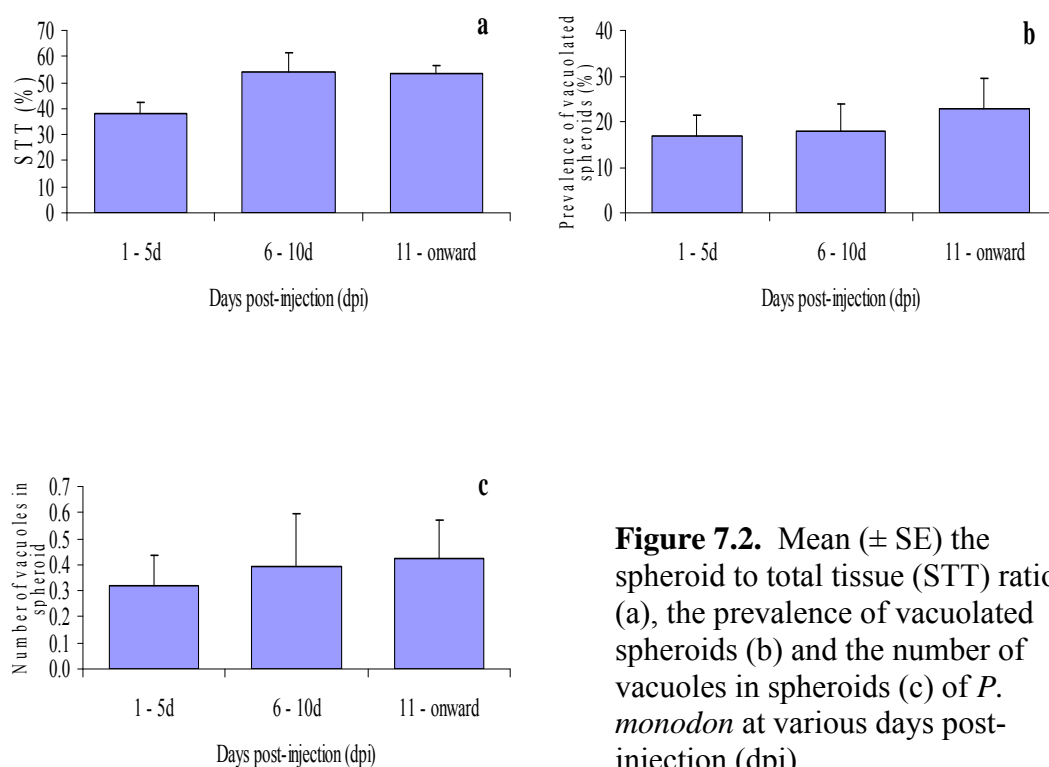 a
STT (%)
70
60
50
40
30
20
10
0
1 - 5d
6 - 10d
11 - onward
Days post-injection (dpi)
b
Prevalence of vacuolated
spheroids (%)
40
30
20
10
0
1 - 5d
6 - 10d
11 - onward
Days post-injection (dpi)
c
Number of vacuoles in
spheroid
0.7
0.6
0.5
0.4
0.3
0.2
0.1
0.0
1 - 5d
6 - 10d
11 - onward
Days post-injection (dpi)
Figure 7.2. Mean (± SE) the
spheroid to total tissue (STT) ratio
(a), the prevalence of vacuolated
spheroids (b) and the number of
vacuoles in spheroids (c) of P.
monodon at various days post-
injection (dpi)